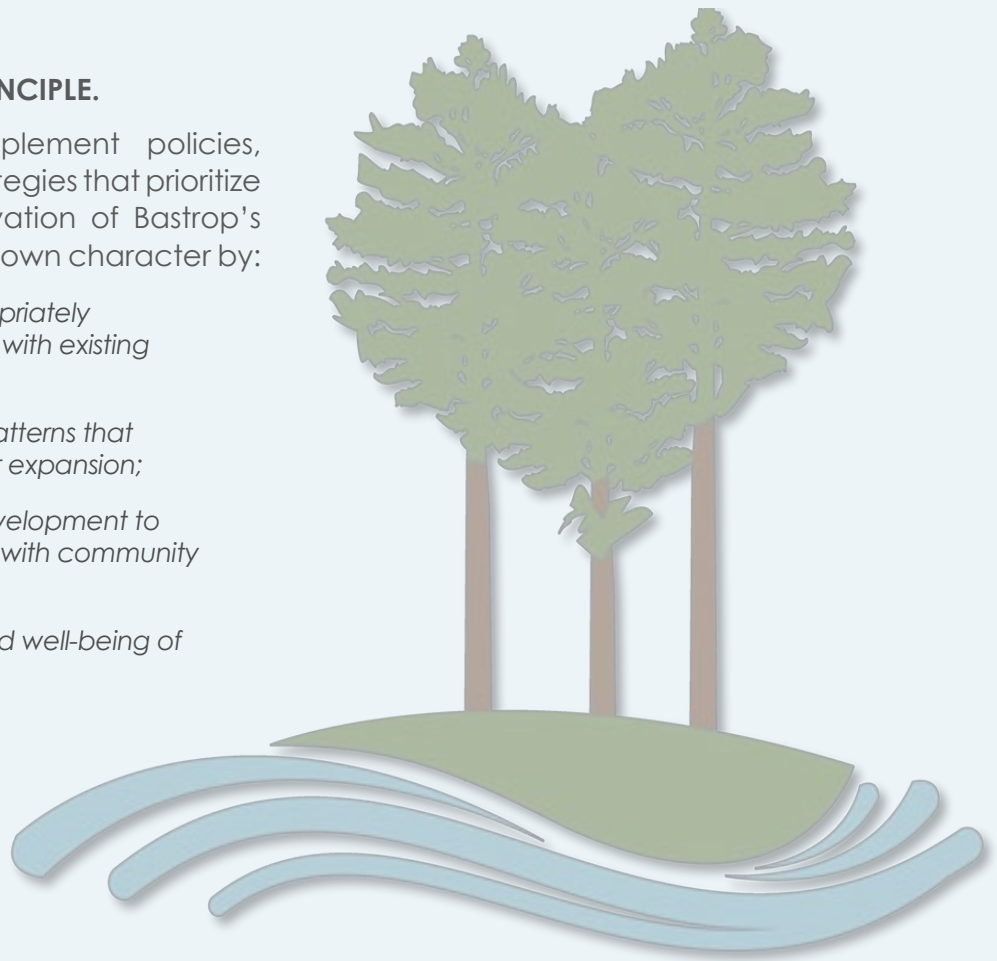 NCIPLE.
plement policies,
tegies that prioritize
vation of Bastrop's
own character by:
priately
with existing
atterns that
expansion;
velopment to
with community
d well-being of